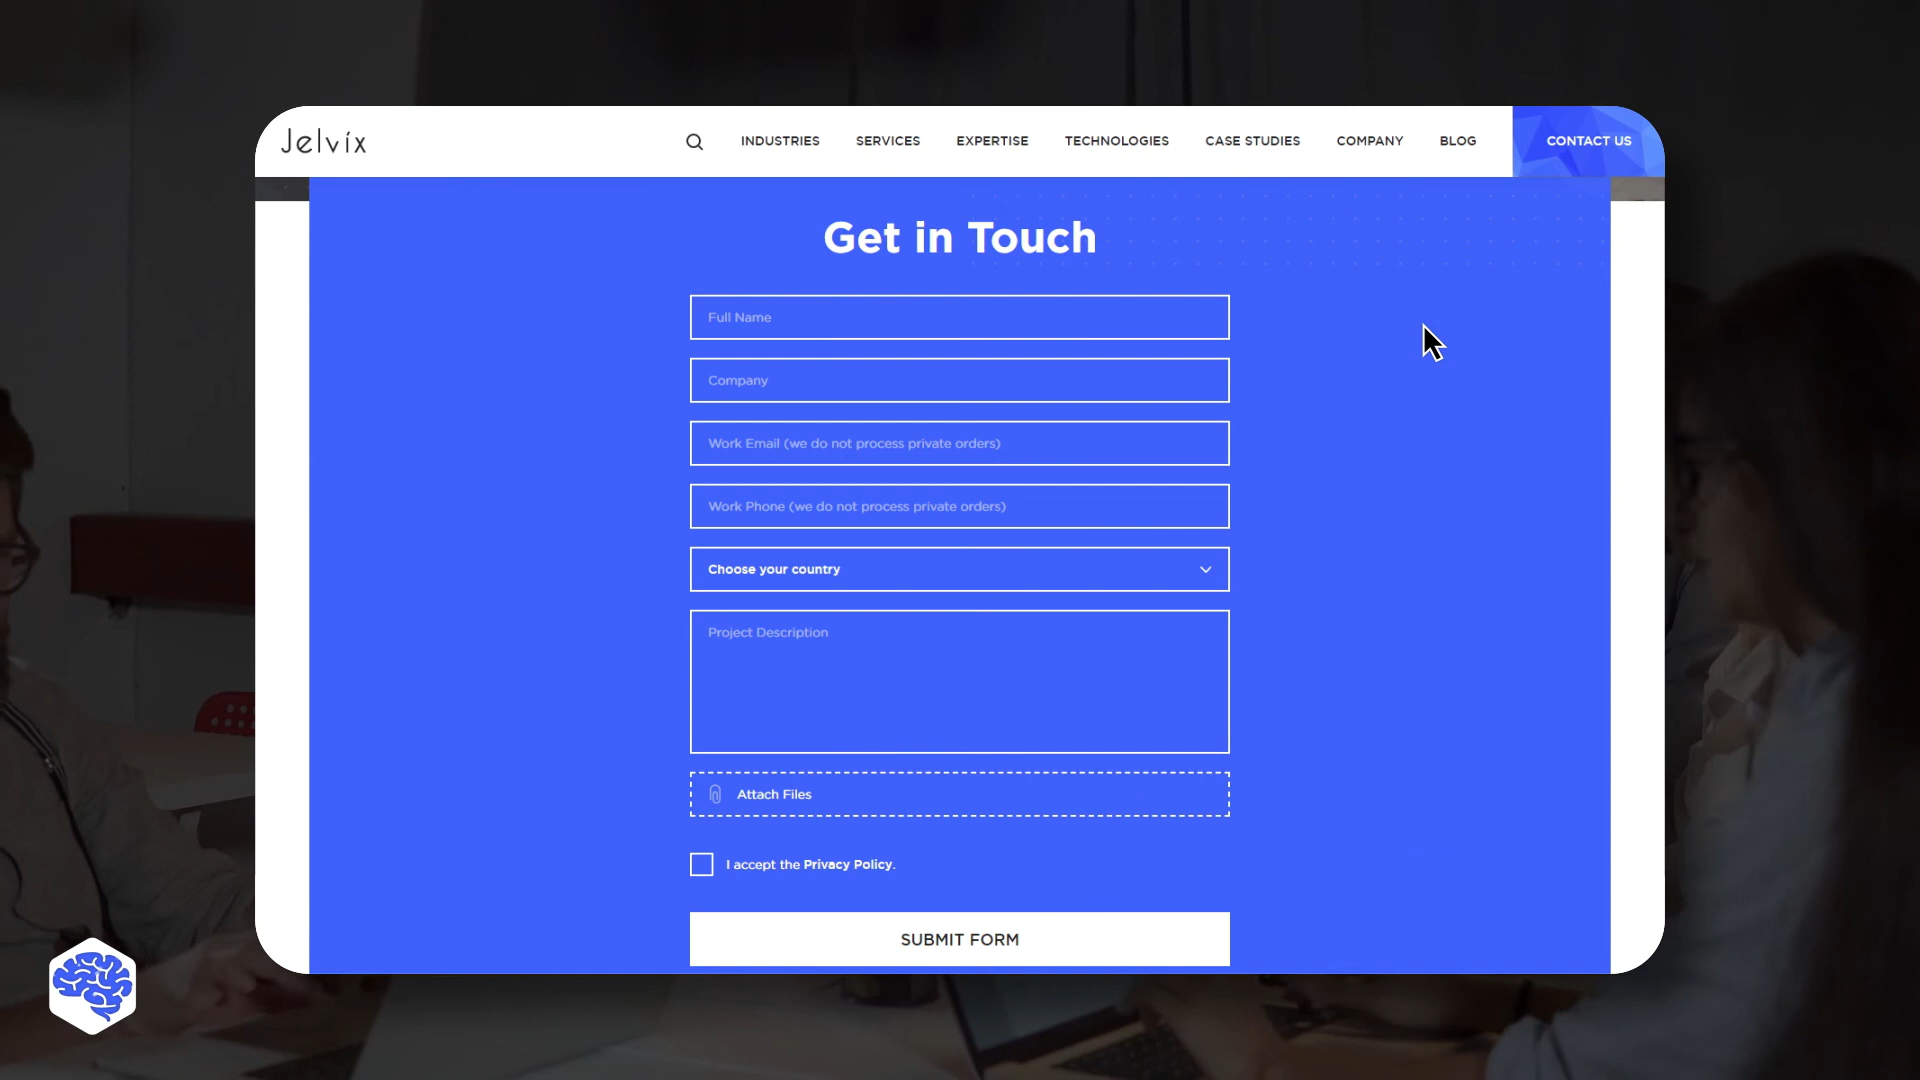 Jelvix
INDUSTRIES SERVICES EXPERTISE TECHNOLOGIES CASE STUDIES COMPANY BLOG CONTACT US
Get in Touch
Full Name
Company
Work Email (we do not process private orders)
Work Phone (we do not process private orders)
Choose your country
Project Description
Attach Files
I accept the Privacy Policy.
SUBMIT FORM